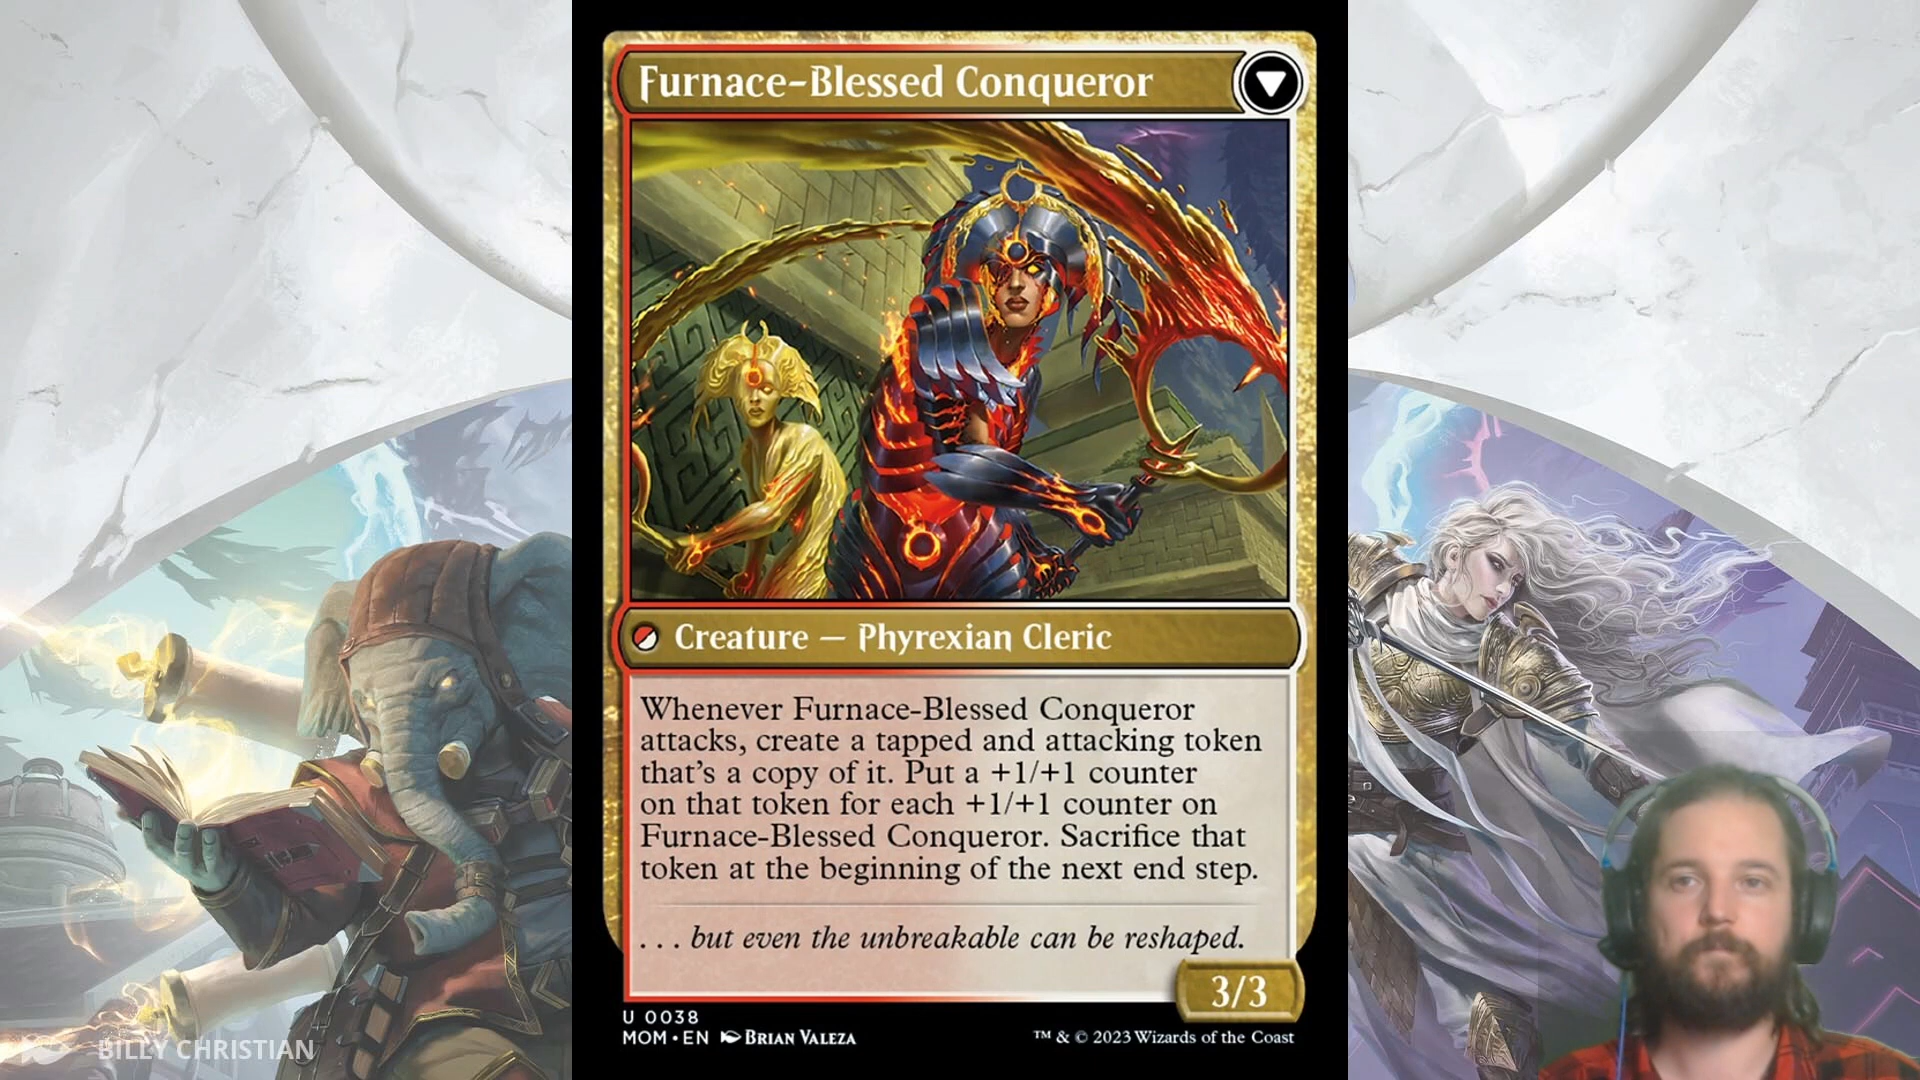 Furnace-Blessed Conqueror
Creature — Phyrexian Cleric
Whenever Furnace-Blessed Conqueror
attacks, create a tapped and attacking token
that's a copy of it. Put a +1/+1 counter
on that token for each +1/+1 counter on
Furnace-Blessed Conqueror. Sacrifice that
token at the beginning of the next end step.
. . . but even the unbreakable can be reshaped.
3/3
U 0038
MOM • EN BRIAN VALEZA
™ & © 2023 Wizards of the Coast
BILLY CHRISTIAN